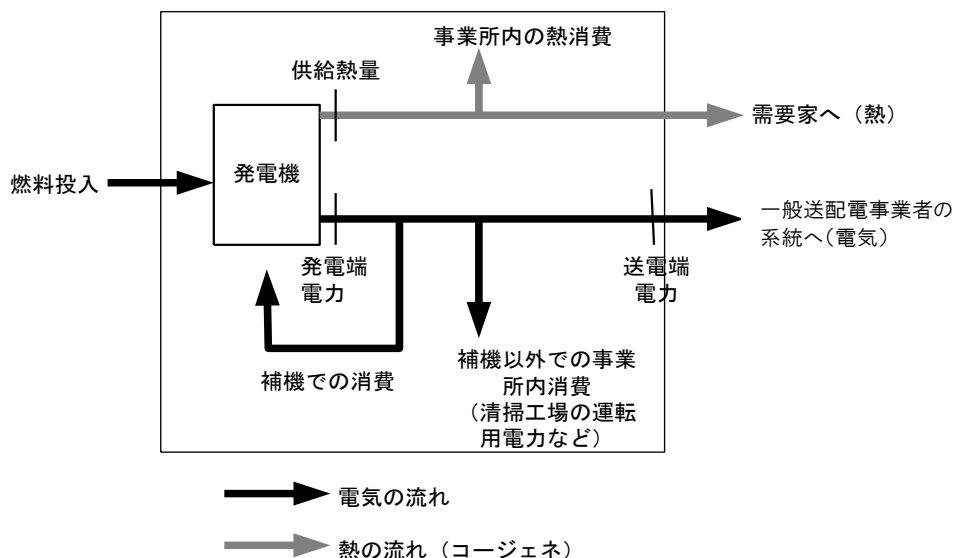 事業所内の熱消費
供給熱量
需要家へ（熱）
燃料投入
発電機
一般送配電事業者の
系統へ（電気）
発電端
電力
送電端
電力
補機での消費
補機以外での事業
所内消費
（清掃工場の運転
用電力など）
電気の流れ
熱の流れ（コージェネ）